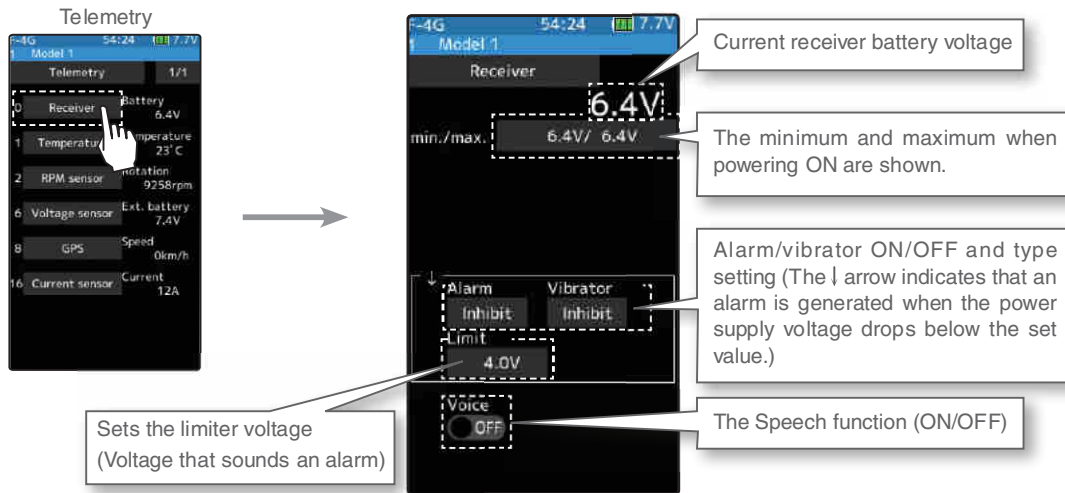 Telemetry
F-4G 54:24 7.7V
1 Model 1
Telemetry 1/1
0 Receiver Battery
6.4V
1
23°C
2 RPM sensor Rotation
9258rpm
6 Voltage sensor Ext. battery
7.4V
8 GPS Speed
0km/h
16 Current sensor Current
12A
F-4G 54:24 7.7V
1 Model 1
Receiver
6.4V
min./max. 6.4V/ 6.4V
↓
Alarm Vibrator
Inhibit Inhibit
Limit
4.0V
Voice
OFF
Current receiver battery voltage
The minimum and maximum when
powering ON are shown.
Alarm/vibrator ON/OFF and type
setting (The ↓ arrow indicates that an
alarm is generated when the power
supply voltage drops below the set
value.)
The Speech function (ON/OFF)
Sets the limiter voltage
(Voltage that sounds an alarm)